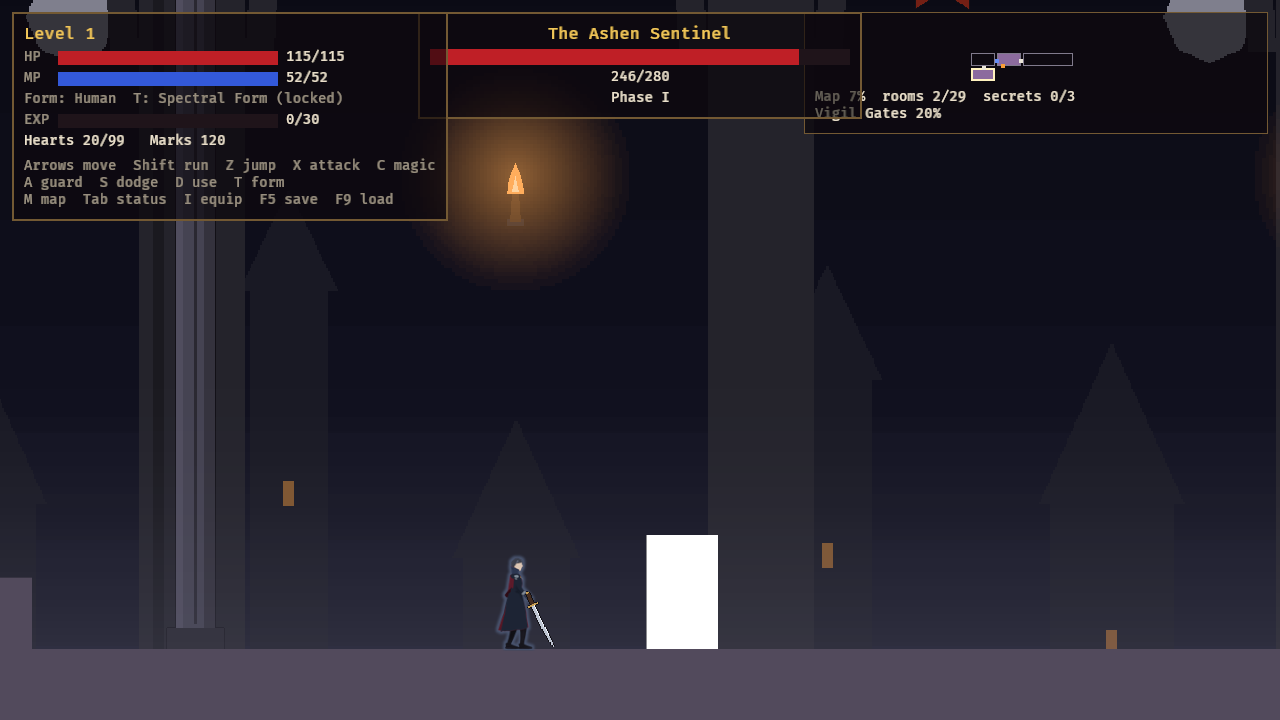 Level 1
HP 115/115
MP 52/52
Form: Human  T: Spectral Form (locked)
EXP 0/30
Hearts 20/99  Marks 120
Arrows move  Shift run  Z jump  X attack  C magic
A guard  S dodge  D use  T form
M map  Tab status  I equip  F5 save  F9 load
The Ashen Sentinel
246/280
Phase I
Map 7%  rooms 2/29  secrets 0/3
Vigil Gates 20%